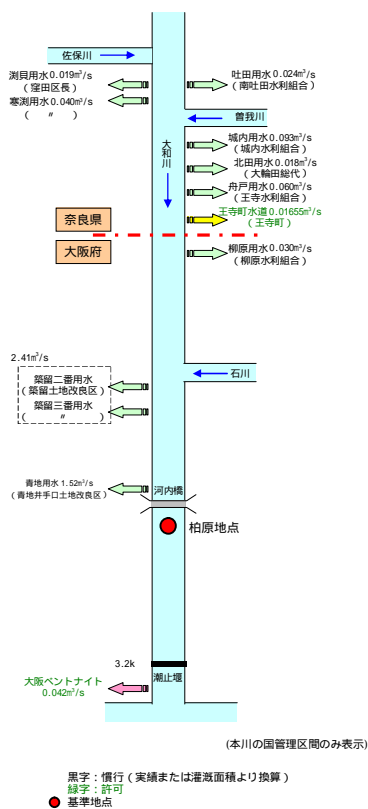 佐保川
渕貝用水0.019m³/s
(窪田区長)
寒渕用水0.040m³/s
(　〃　)
吐田用水0.024m³/s
(南吐田水利組合)
曽我川
大和川
城内用水0.093m³/s
(城内水利組合)
北田用水0.018m³/s
(大輪田総代)
舟戸用水0.060m³/s
(王寺水利組合)
王寺町水道0.01655m³/s
(王寺町)
奈良県
大阪府
柳原用水0.030m³/s
(柳原水利組合)
2.41m³/s
築留二番用水
(築留土地改良区)
築留三番用水
(　〃　)
石川
青地用水1.52m³/s
(青地井手口土地改良区)
河内橋
柏原地点
3.2k
潮止堰
大阪ベントナイト
0.042m³/s
(本川の国管理区間のみ表示)
黒字：慣行(実績または灌漑面積より換算)
緑字：許可
基準地点